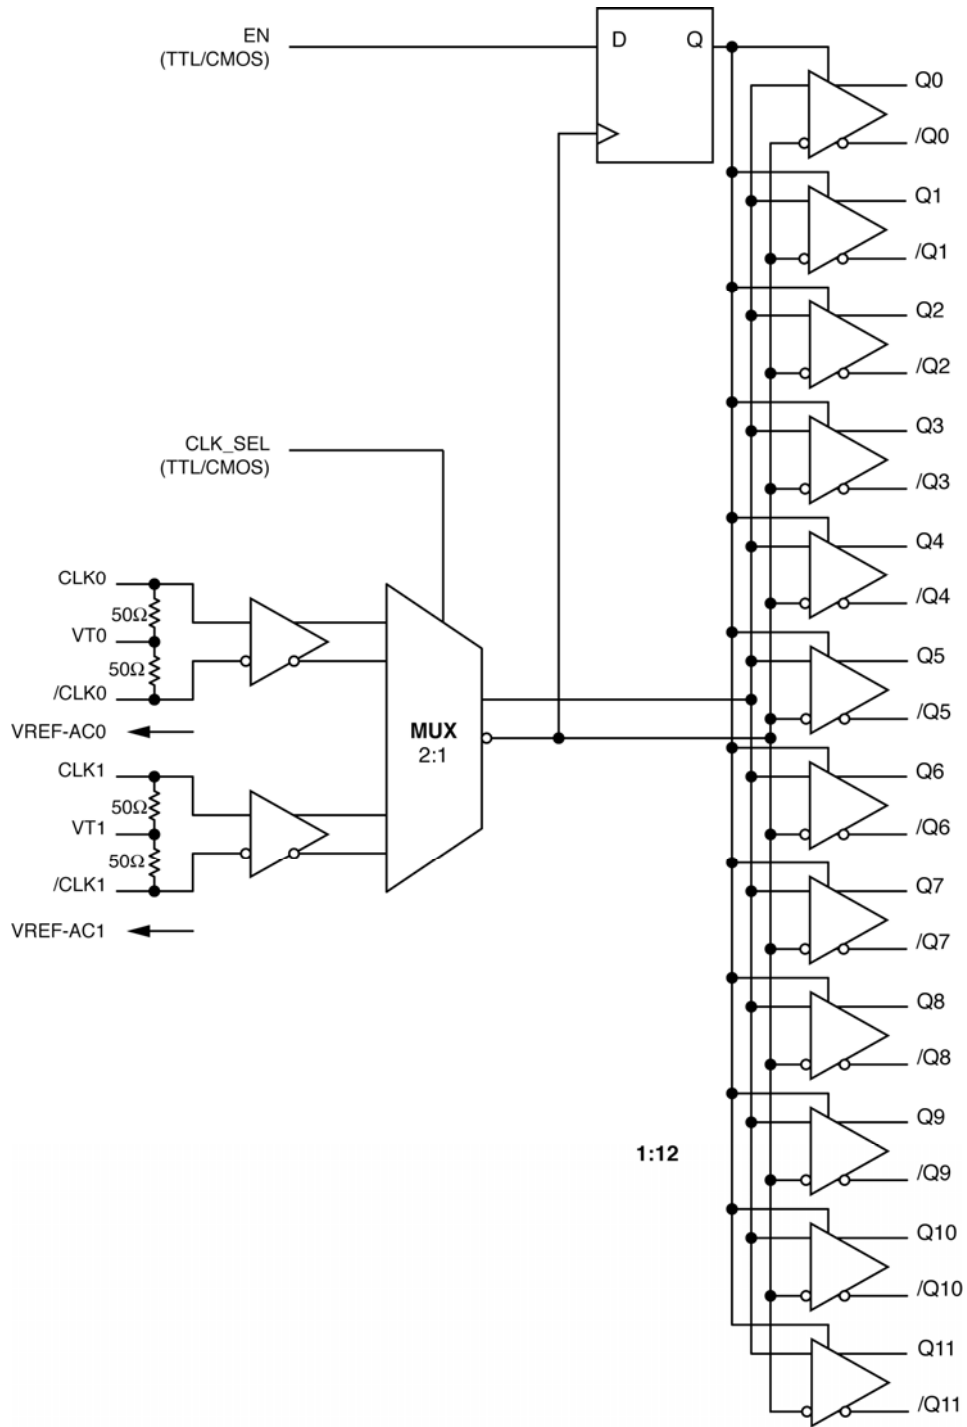 EN
(TTL/CMOS)
D Q
Q0
/Q0
Q1
/Q1
Q2
/Q2
Q3
/Q3
CLK_SEL
(TTL/CMOS)
Q4
/Q4
CLK0
50Ω
VT0
50Ω
/CLK0
VREF-AC0
CLK1
50Ω
VT1
50Ω
/CLK1
VREF-AC1
MUX
2:1
Q5
/Q5
Q6
/Q6
Q7
/Q7
Q8
/Q8
Q9
/Q9
1:12
Q10
/Q10
Q11
/Q11